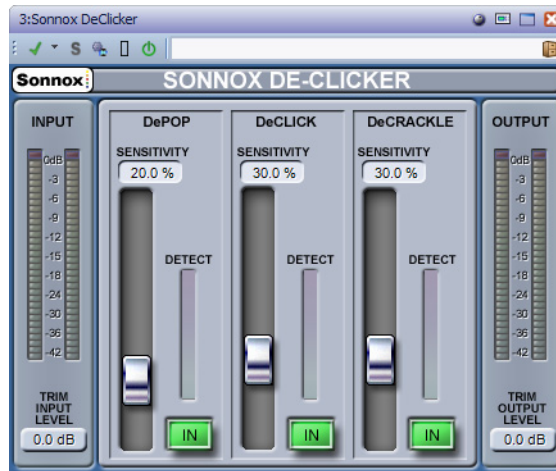 3:Sonnox DeClicker
S
Sonnox
SONNOX DE-CLICKER
INPUT
0dB
-3
-6
-9
-12
-15
-18
-24
-30
-36
-42
TRIM
INPUT
LEVEL
0.0 dB
DePOP
SENSITIVITY
20.0 %
DETECT
IN
DeCLICK
SENSITIVITY
30.0 %
DETECT
IN
DeCRACKLE
SENSITIVITY
30.0 %
DETECT
IN
OUTPUT
0dB
-3
-6
-9
-12
-15
-18
-24
-30
-36
-42
TRIM
OUTPUT
LEVEL
0.0 dB